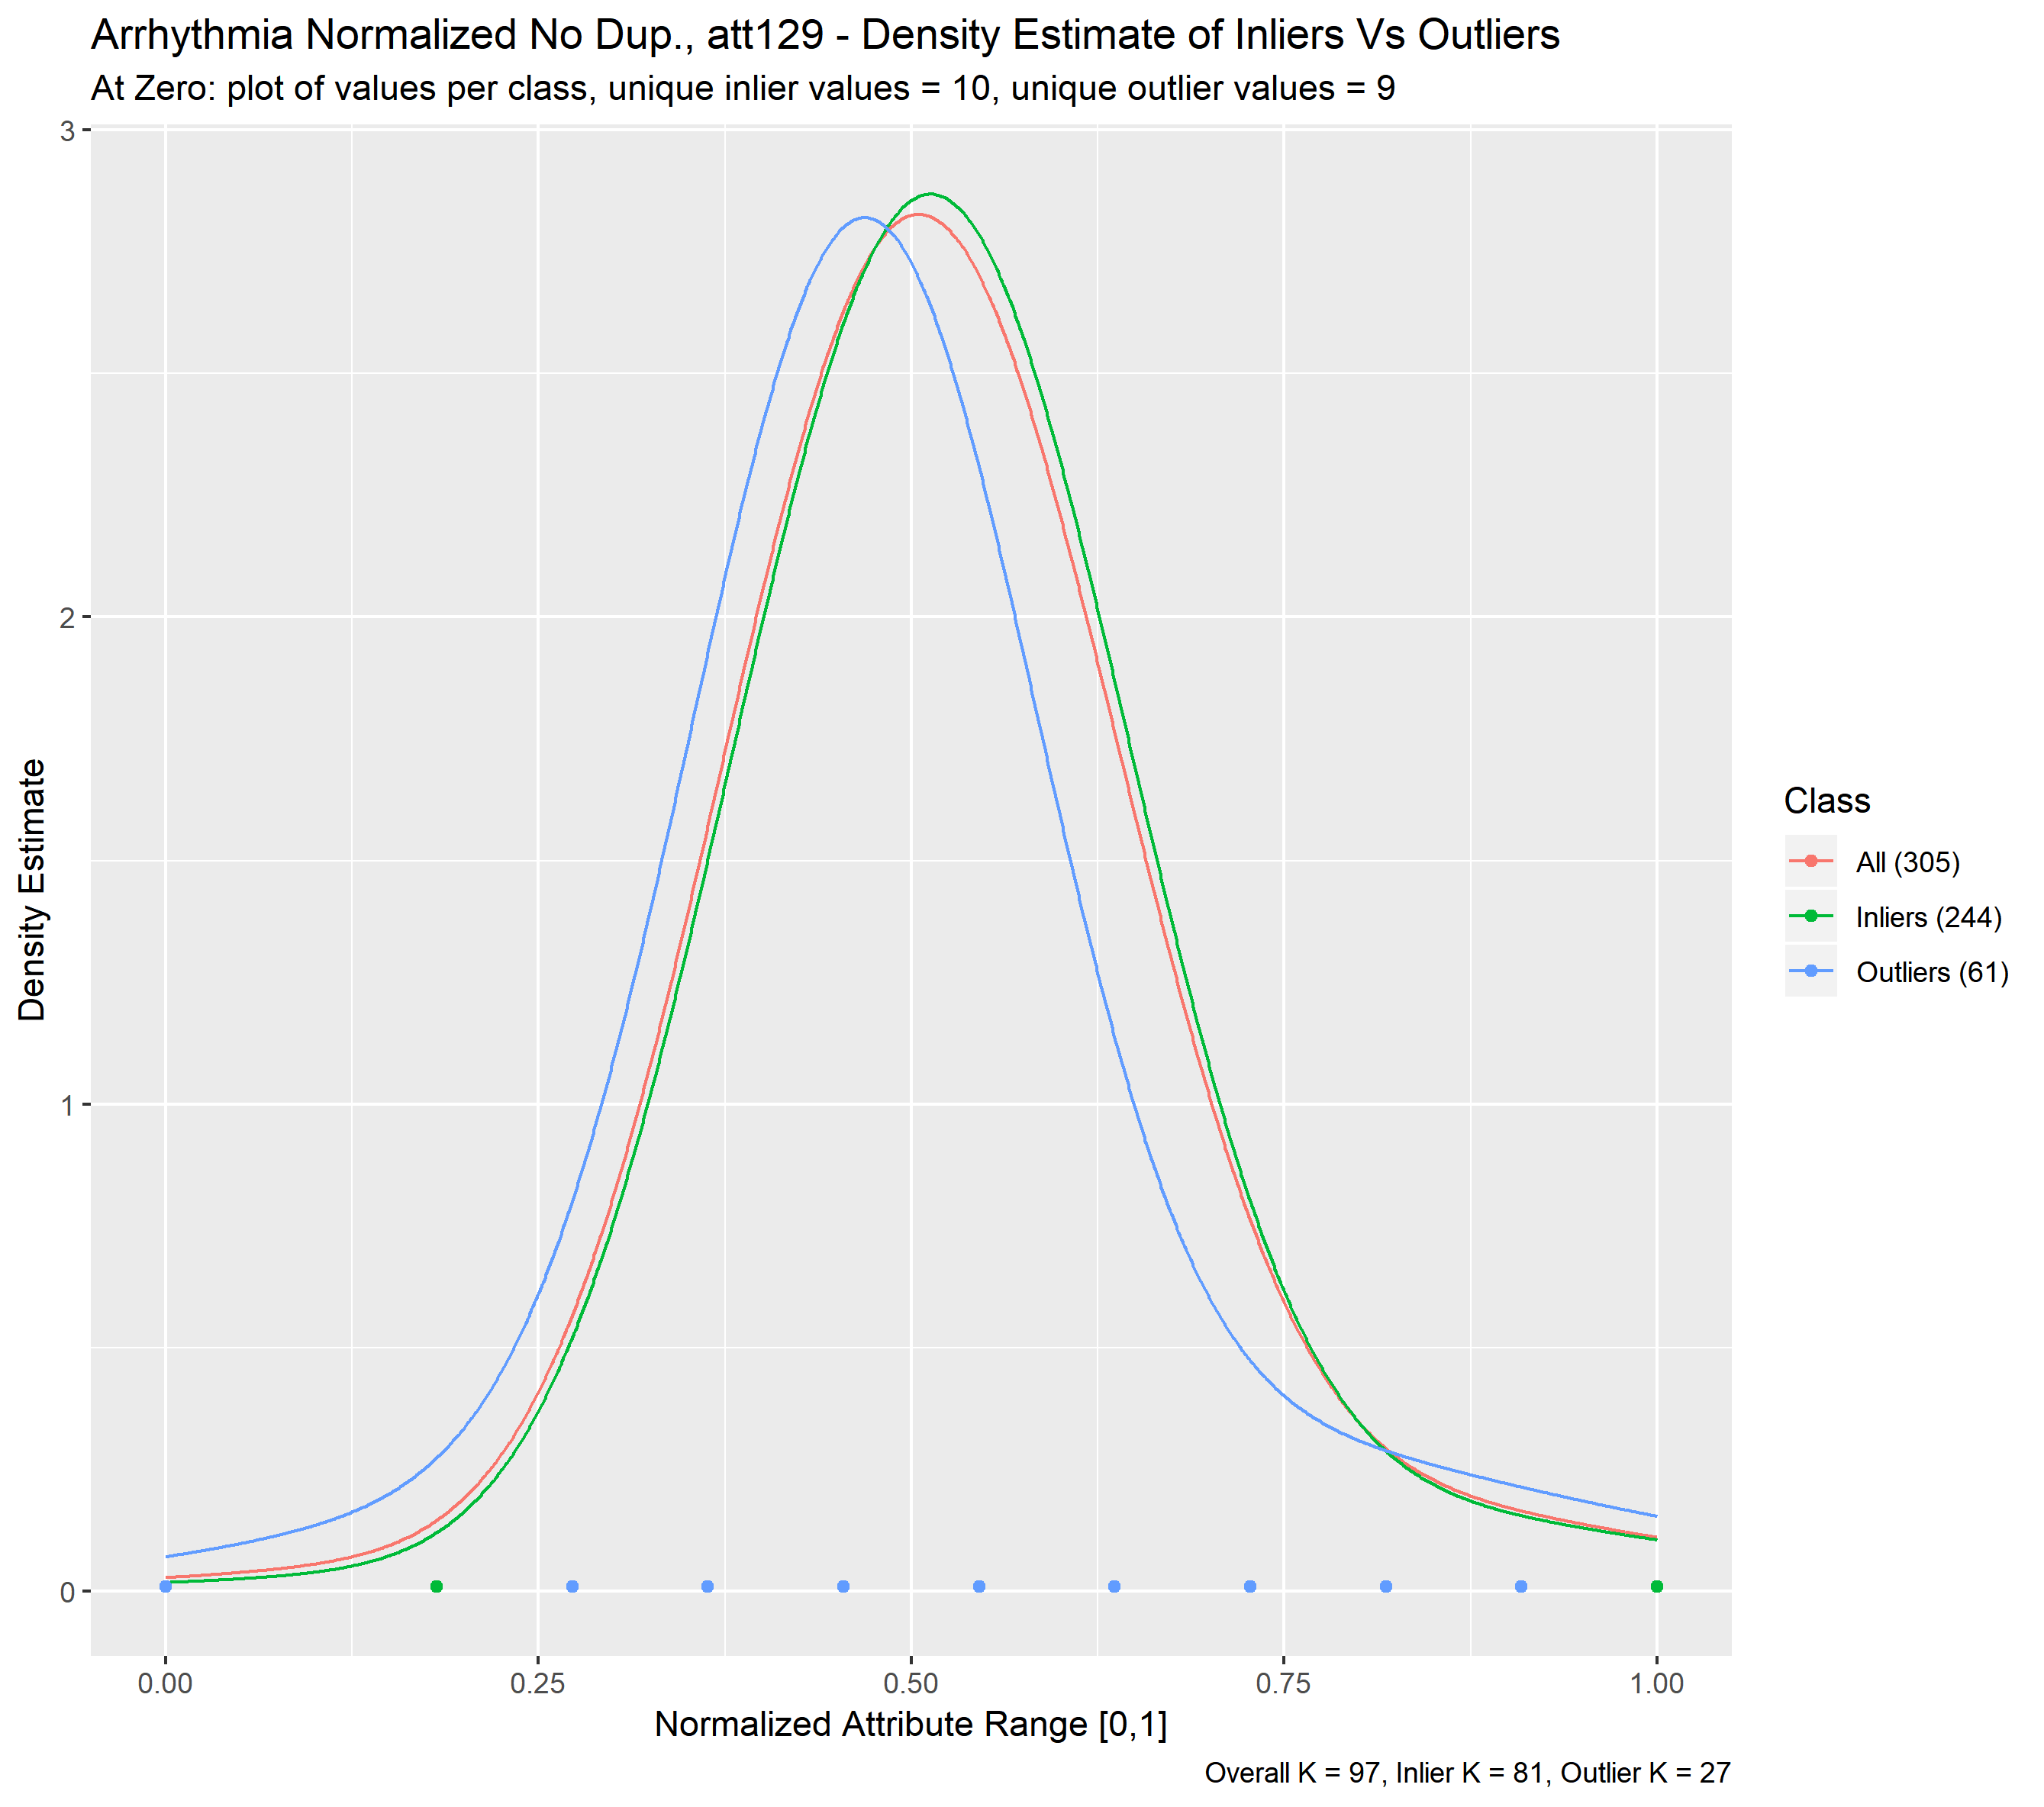 Arrhythmia Normalized No Dup., att129 - Density Estimate of Inliers Vs Outliers
At Zero: plot of values per class, unique inlier values = 10, unique outlier values = 9
3
2
1
0
Density Estimate
0.00 0.25 0.50 0.75 1.00
Normalized Attribute Range [0,1]
Class
All (305)
Inliers (244)
Outliers (61)
Overall K = 97, Inlier K = 81, Outlier K = 27